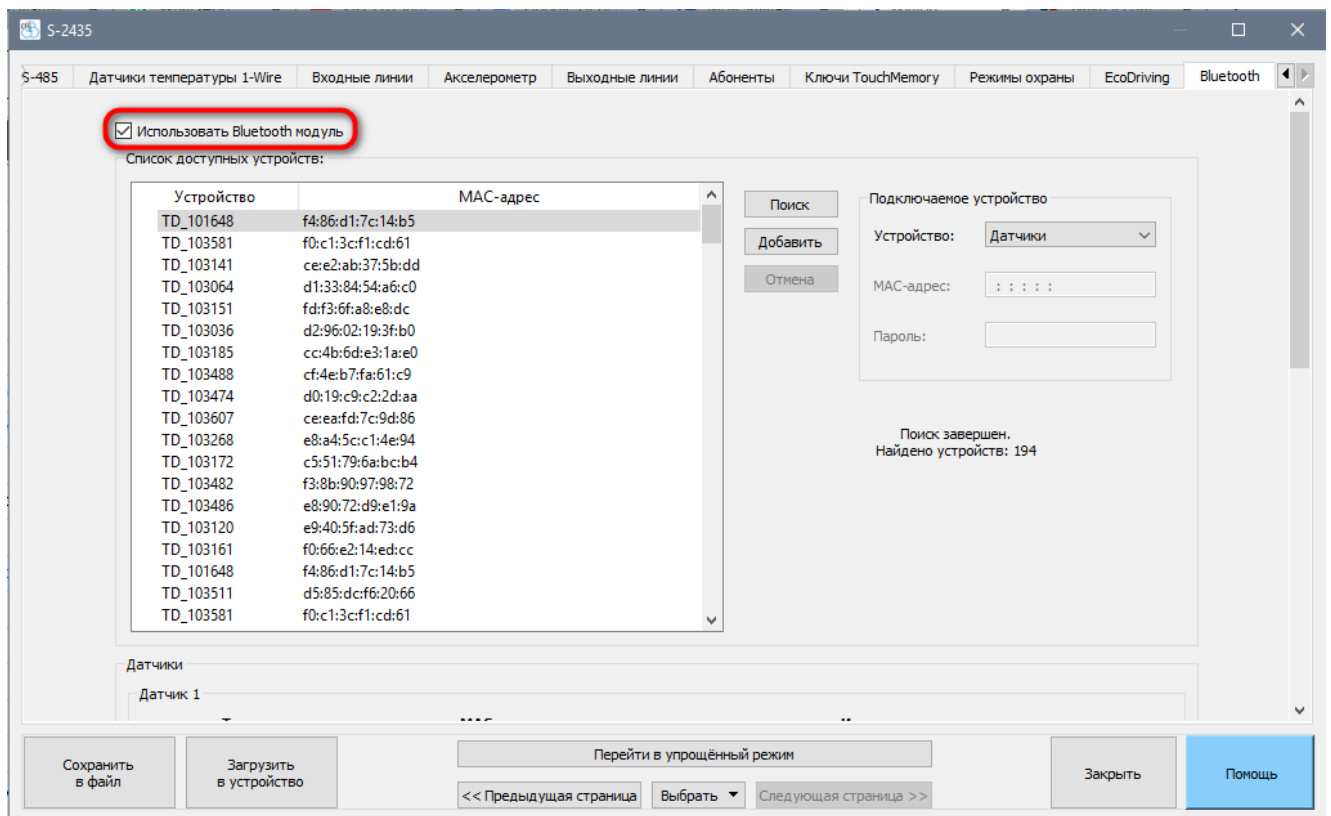 S-2435
S-485 Датчики температуры 1-Wire Входные линии Акселерометр Выходные линии Абоненты Ключи TouchMemory Режимы охраны EcoDriving Bluetooth
Использовать Bluetooth модуль
Список доступных устройств:
Устройство MAC-адрес
TD_101648 f4:86:d1:7c:14:b5
TD_103581 f0:c1:3c:f1:cd:61
TD_103141 ce:e2:ab:37:5b:dd
TD_103064 d1:33:84:54:a6:c0
TD_103151 fd:f3:6f:a8:e8:dc
TD_103036 d2:96:02:19:3f:b0
TD_103185 cc:4b:6d:e3:1a:e0
TD_103488 cf:4e:b7:fa:61:c9
TD_103474 d0:19:c9:c2:2d:aa
TD_103607 ce:ea:fd:7c:9d:86
TD_103268 e8:a4:5c:c1:4e:94
TD_103172 c5:51:79:6a:bc:b4
TD_103482 f3:8b:90:97:98:72
TD_103486 e8:90:72:d9:e1:9a
TD_103120 e9:40:5f:ad:73:d6
TD_103161 f0:66:e2:14:ed:cc
TD_101648 f4:86:d1:7c:14:b5
TD_103511 d5:85:dc:f6:20:66
TD_103581 f0:c1:3c:f1:cd:61
Поиск
Добавить
Отмена
Подключаемое устройство
Устройство: Датчики
MAC-адрес: : : : : :
Пароль:
Поиск завершен.
Найдено устройств: 194
Датчики
Датчик 1
Сохранить
в файл
Загрузить
в устройство
Перейти в упрощённый режим
<< Предыдущая страница Выбрать Следующая страница >>
Закрыть
Помощь